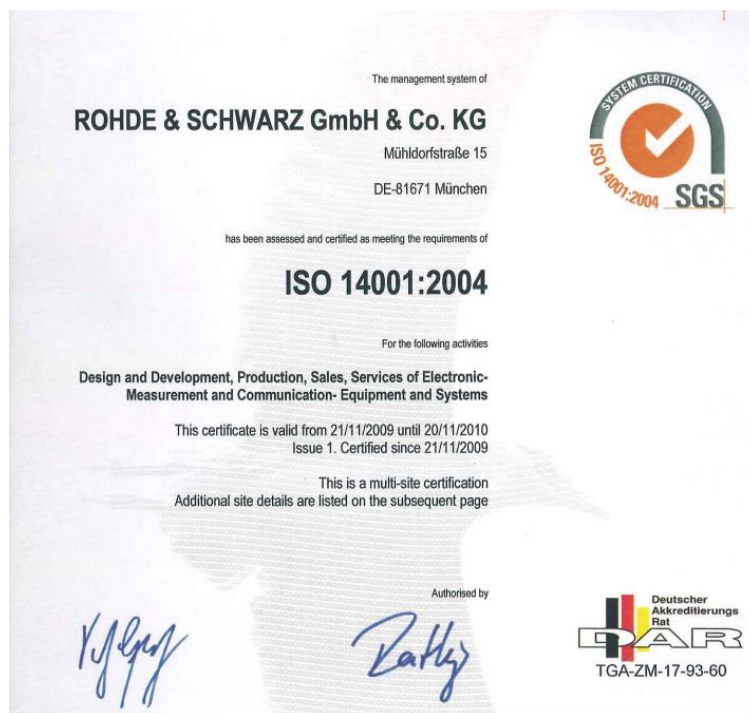 The management system of
ROHDE & SCHWARZ GmbH & Co. KG
Mühldorfstraße 15
DE-81671 München
has been assessed and certified as meeting the requirements of
ISO 14001:2004
For the following activities
Design and Development, Production, Sales, Services of Electronic-
Measurement and Communication- Equipment and Systems
This certificate is valid from 21/11/2009 until 20/11/2010
Issue 1. Certified since 21/11/2009
This is a multi-site certification
Additional site details are listed on the subsequent page
Authorised by
SYSTEM CERTIFICATION
ISO 14001:2004
SGS
Deutscher
Akkreditierungs
Rat
DAR
TGA-ZM-17-93-60